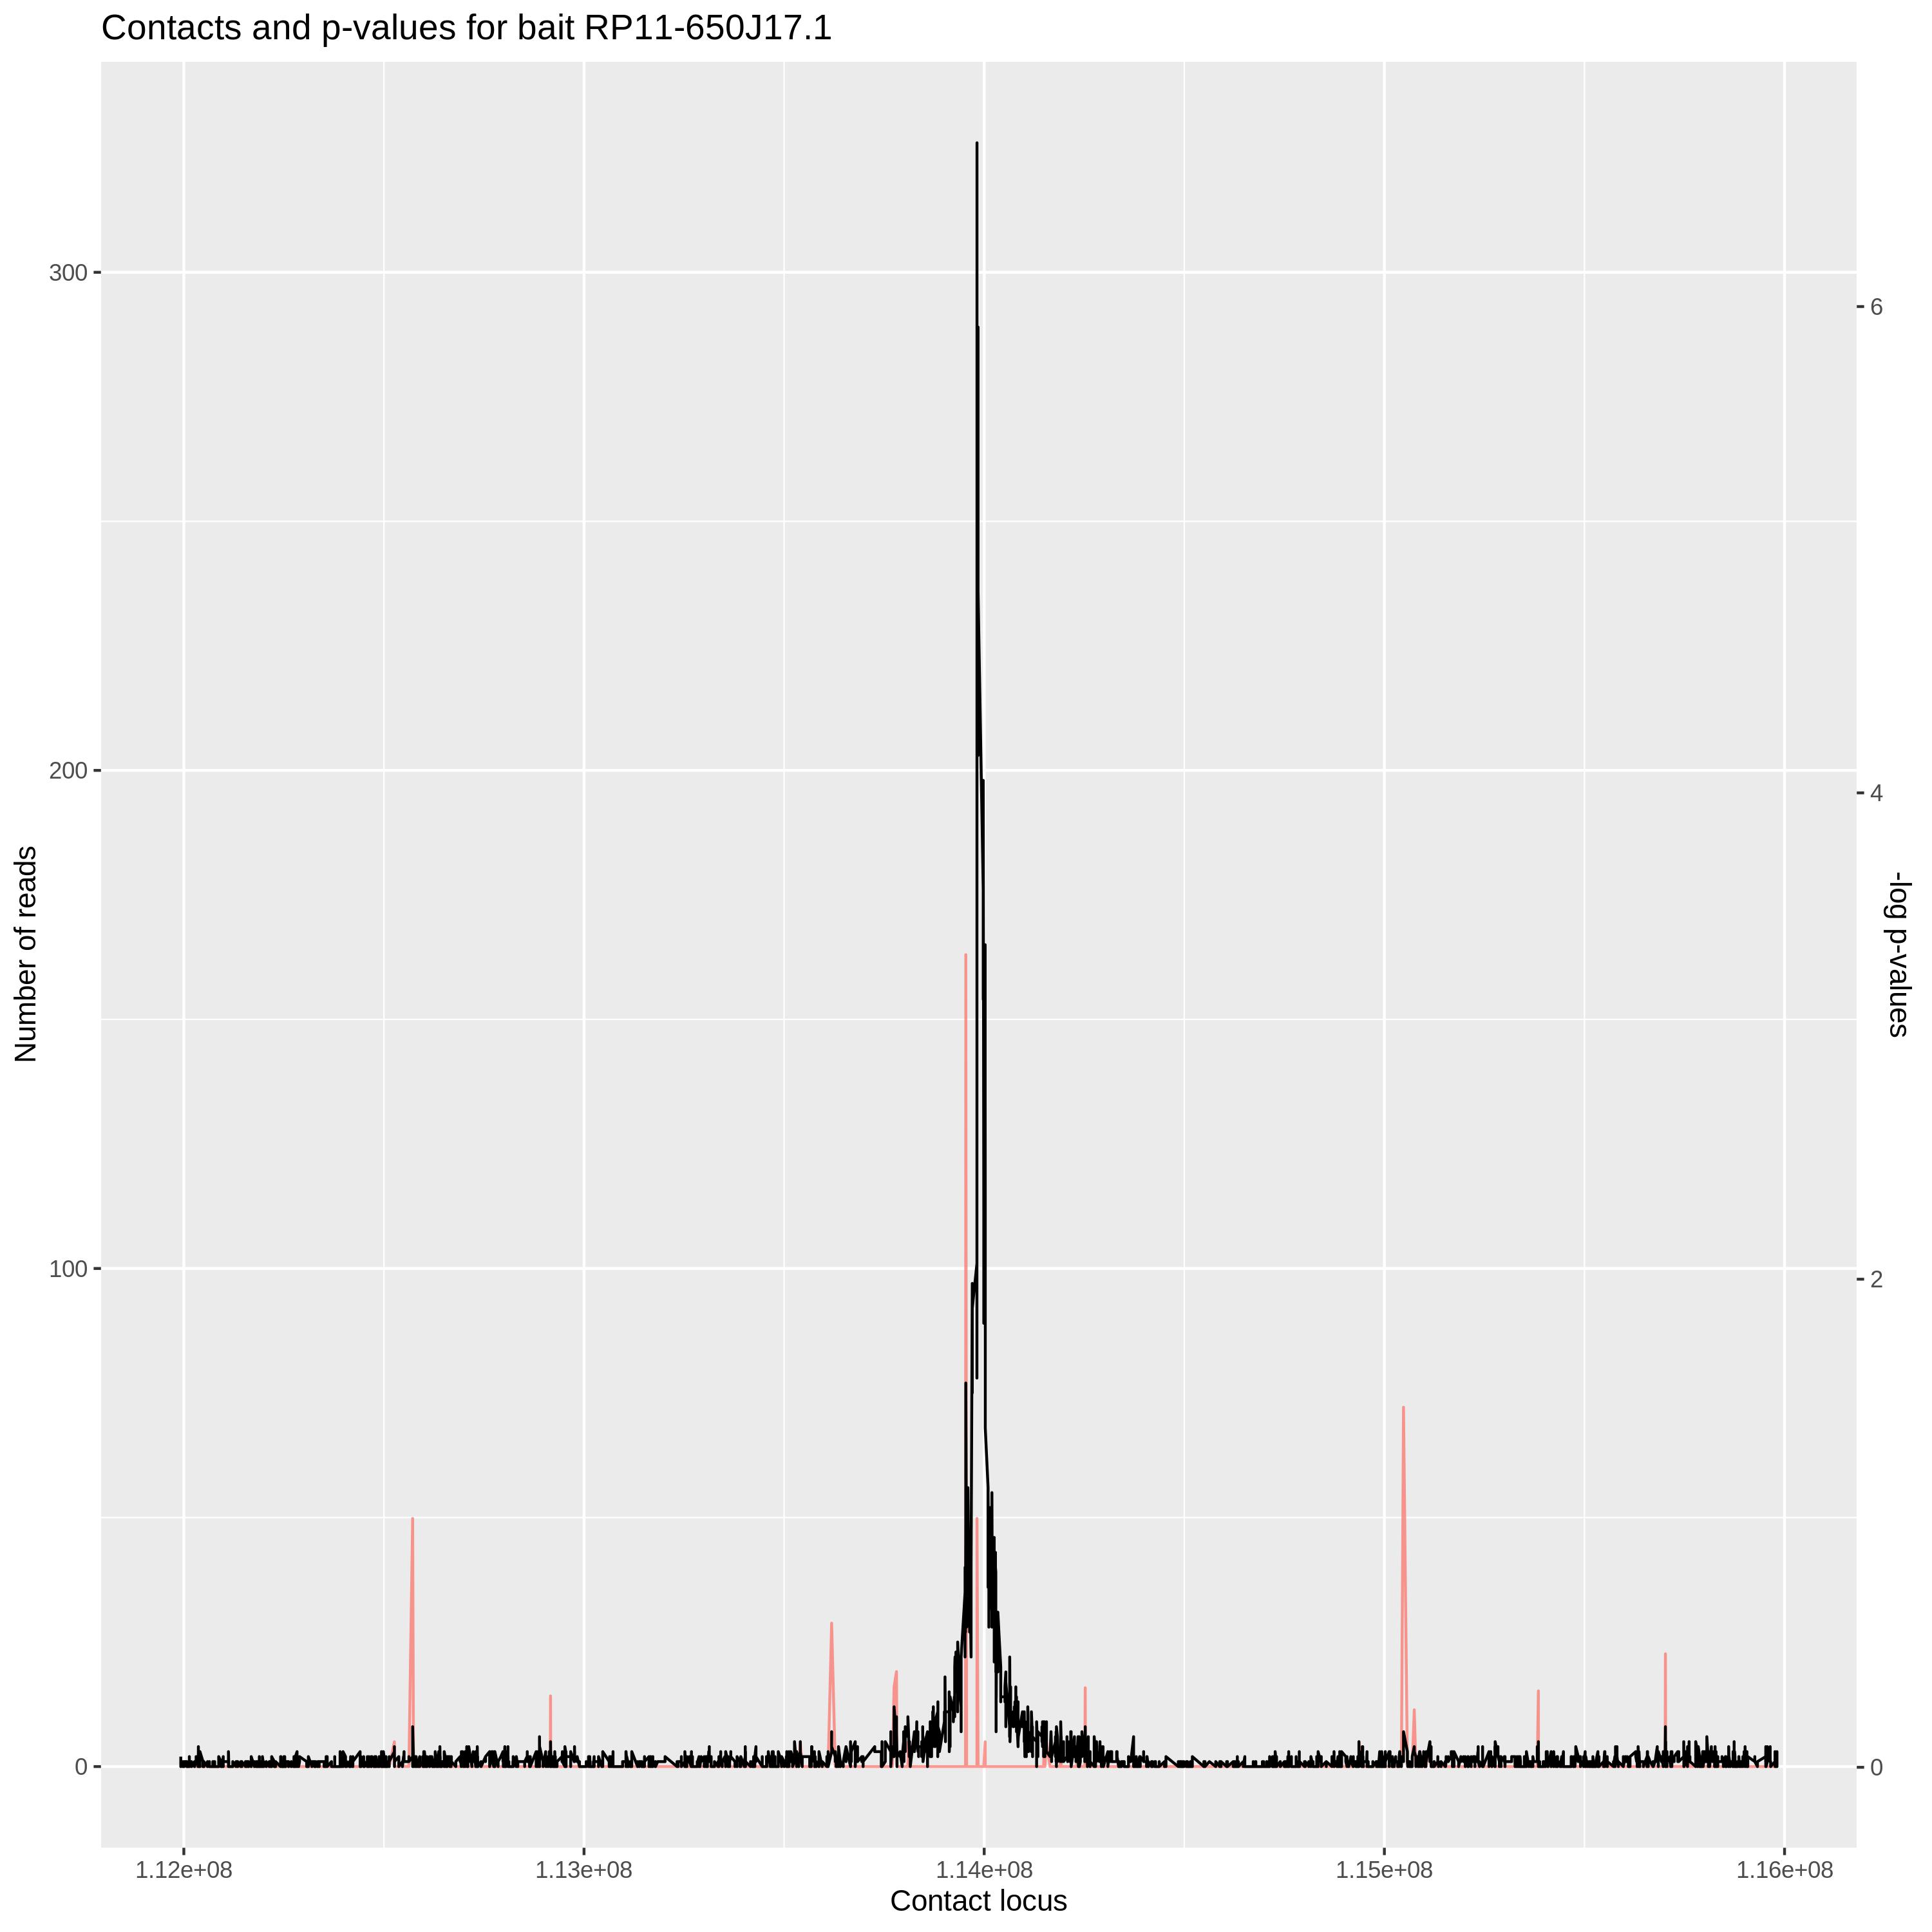 Contacts and p-values for bait RP11-650J17.1
300
200
100
0
Number of reads
6
4
2
0
-log p-values
1.12e+08
1.13e+08
1.14e+08
1.15e+08
1.16e+08
Contact locus